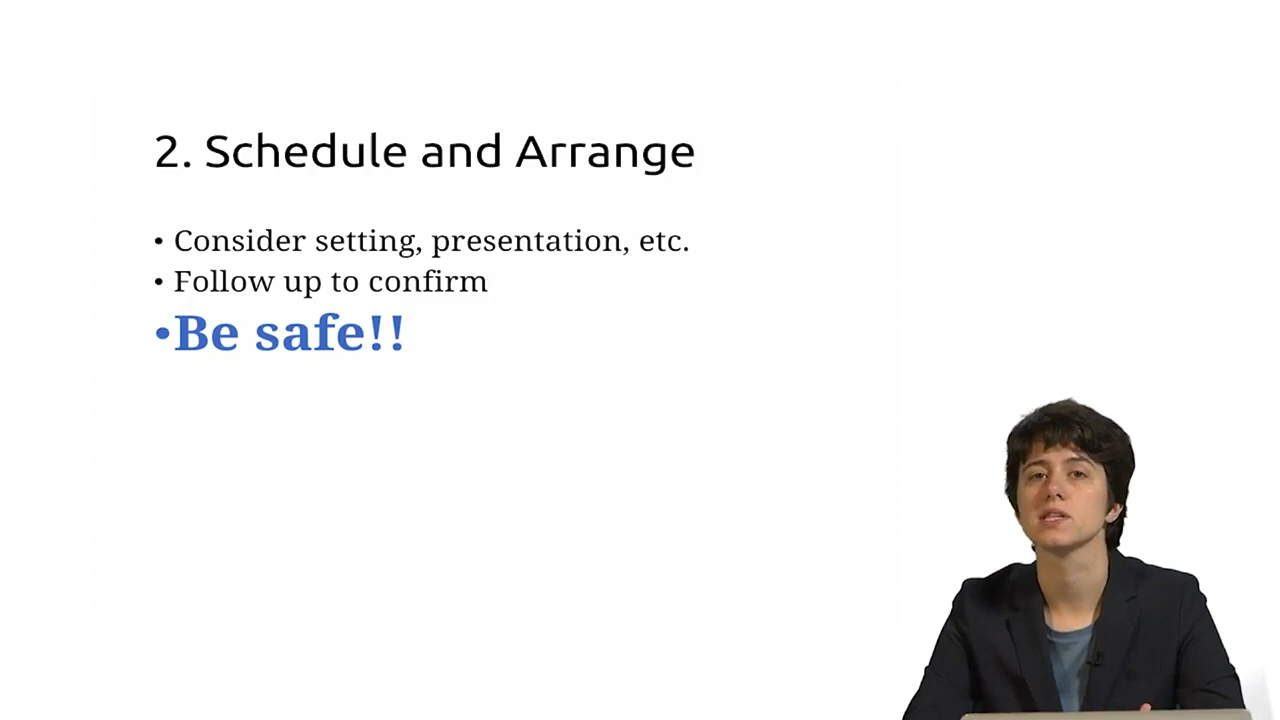 2. Schedule and Arrange
• Consider setting, presentation, etc.
• Follow up to confirm
•Be safe!!